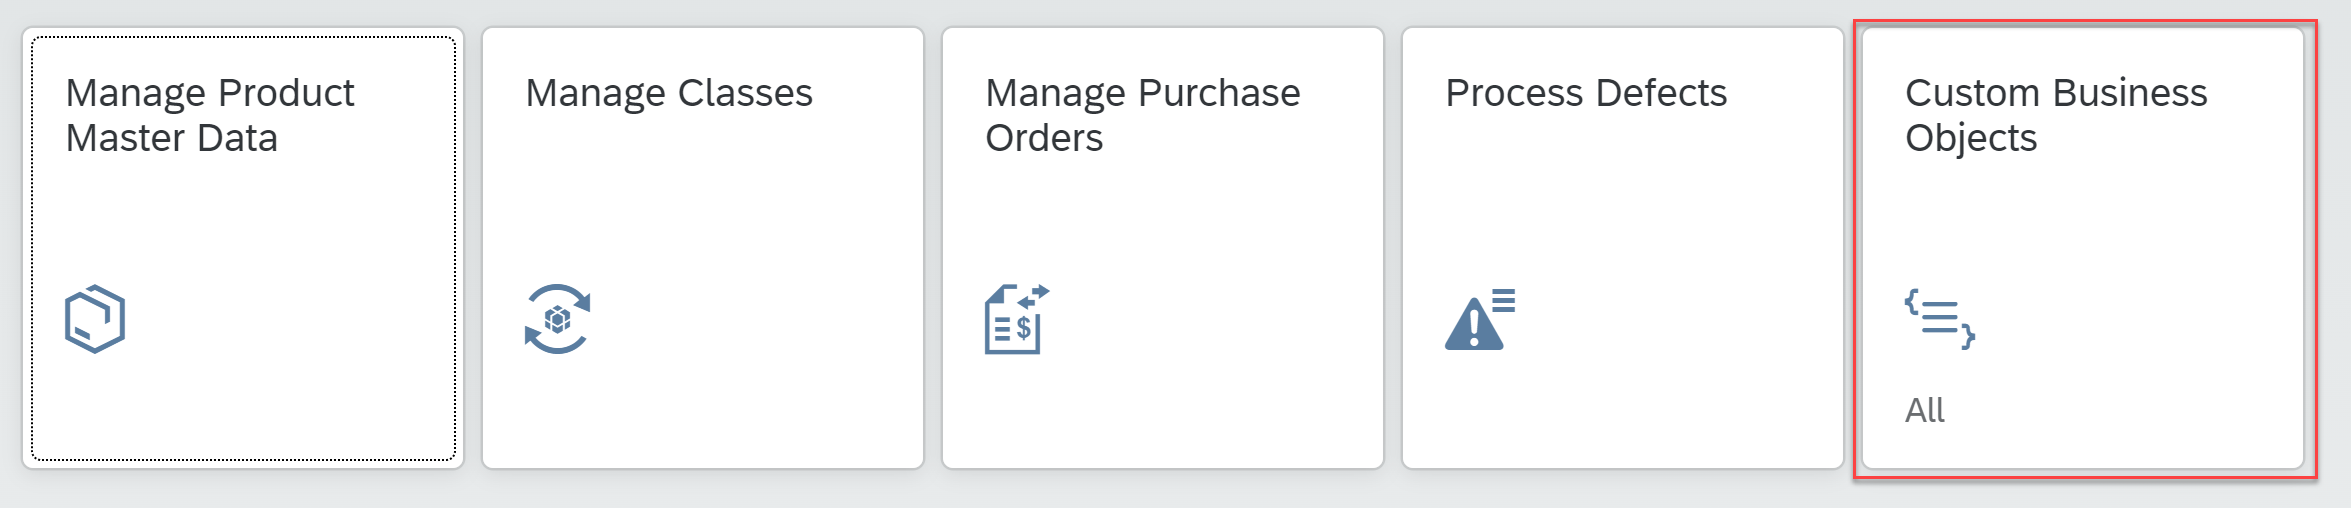 Manage Product
Master Data
Manage Classes
Manage Purchase
Orders
$
Process Defects
Custom Business
Objects
All